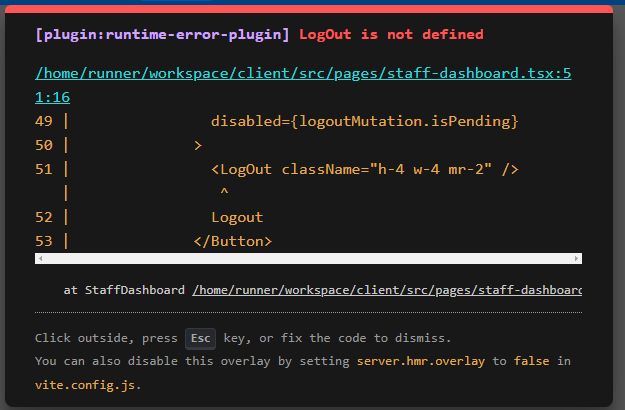 [plugin:runtime-error-plugin] LogOut is not defined
/home/runner/workspace/client/src/pages/staff-dashboard.tsx:5
1:16
49 | disabled={logoutMutation.isPending}
50 | >
51 | <LogOut className="h-4 w-4 mr-2" />
| ^
52 | Logout
53 | </Button>
at StaffDashboard /home/runner/workspace/client/src/pages/staff-dashboard
Click outside, press Esc key, or fix the code to dismiss.
You can also disable this overlay by setting server.hmr.overlay to false in
vite.config.js.